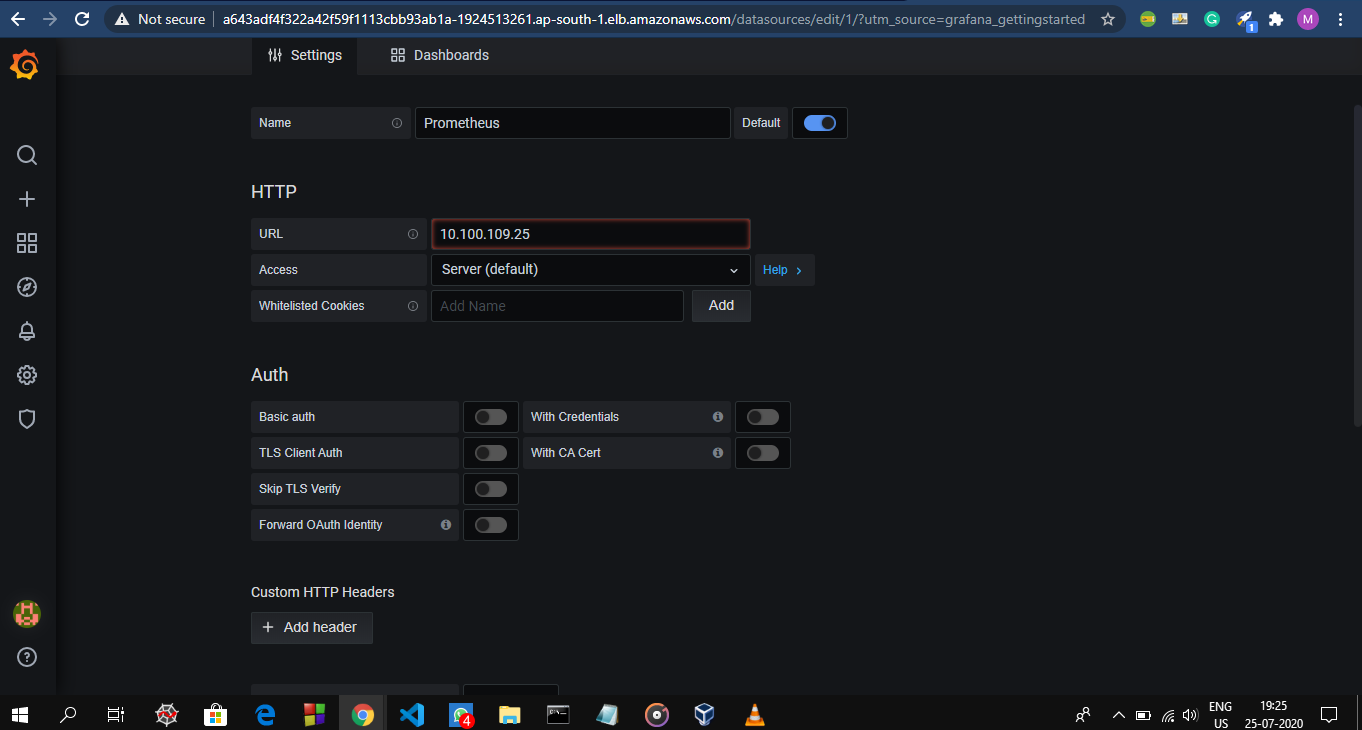 Not secure
a643adf4f322a42f59f1113cbb93ab1a-1924513261.ap-south-1.elb.amazonaws.com/datasources/edit/1/?utm_source=grafana_gettingstarted
G
1
M
Settings
Dashboards
Name
Prometheus
Default
HTTP
URL
10.100.109.25
Access
Server (default)
Help
Whitelisted Cookies
Add Name
Add
Auth
Basic auth
With Credentials
TLS Client Auth
With CA Cert
Skip TLS Verify
Forward OAuth Identity
Custom HTTP Headers
+ Add header
4
ENG
US
19:25
25-07-2020